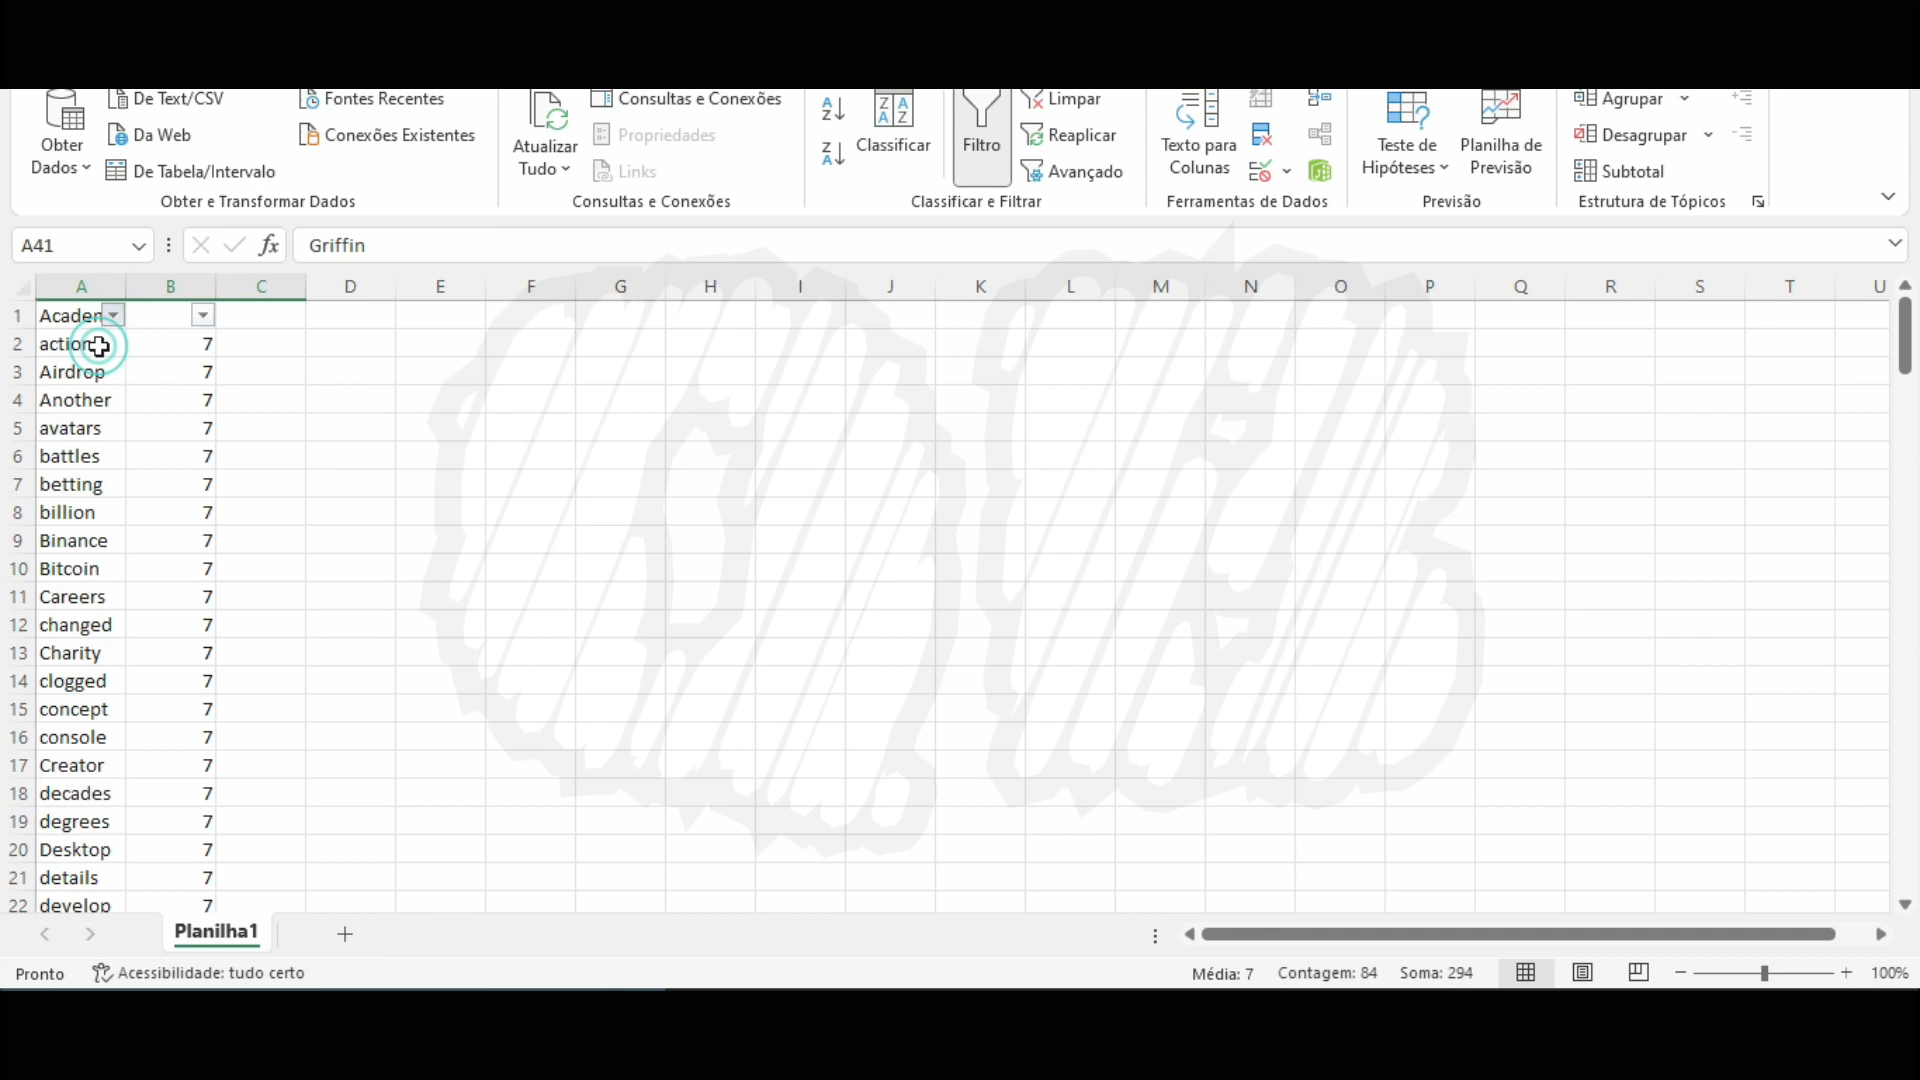 De Text/CSV
Fontes Recentes
Consultas e Conexões
Limpar
Agrupar
Obter Dados
Da Web
Conexões Existentes
Atualizar Tudo
Propriedades
Classificar
Filtro
Reaplicar
Texto para Colunas
Teste de Hipóteses
Planilha de Previsão
Desagrupar
De Tabela/Intervalo
Links
Avançado
Subtotal
Obter e Transformar Dados
Consultas e Conexões
Classificar e Filtrar
Ferramentas de Dados
Previsão
Estrutura de Tópicos
A41 fx Griffin
A B C D E F G H I J K L M N O P Q R S T U
1
2 7
3 Airdrop 7
4 Another 7
5 avatars 7
6 battles 7
7 betting 7
8 billion 7
9 Binance 7
10 Bitcoin 7
11 Careers 7
12 changed 7
13 Charity 7
14 clogged 7
15 concept 7
16 console 7
17 Creator 7
18 decades 7
19 degrees 7
20 Desktop 7
21 details 7
22 develop 7
Planilha1
Pronto Acessibilidade: tudo certo Média: 7 Contagem: 84 Soma: 294 100%